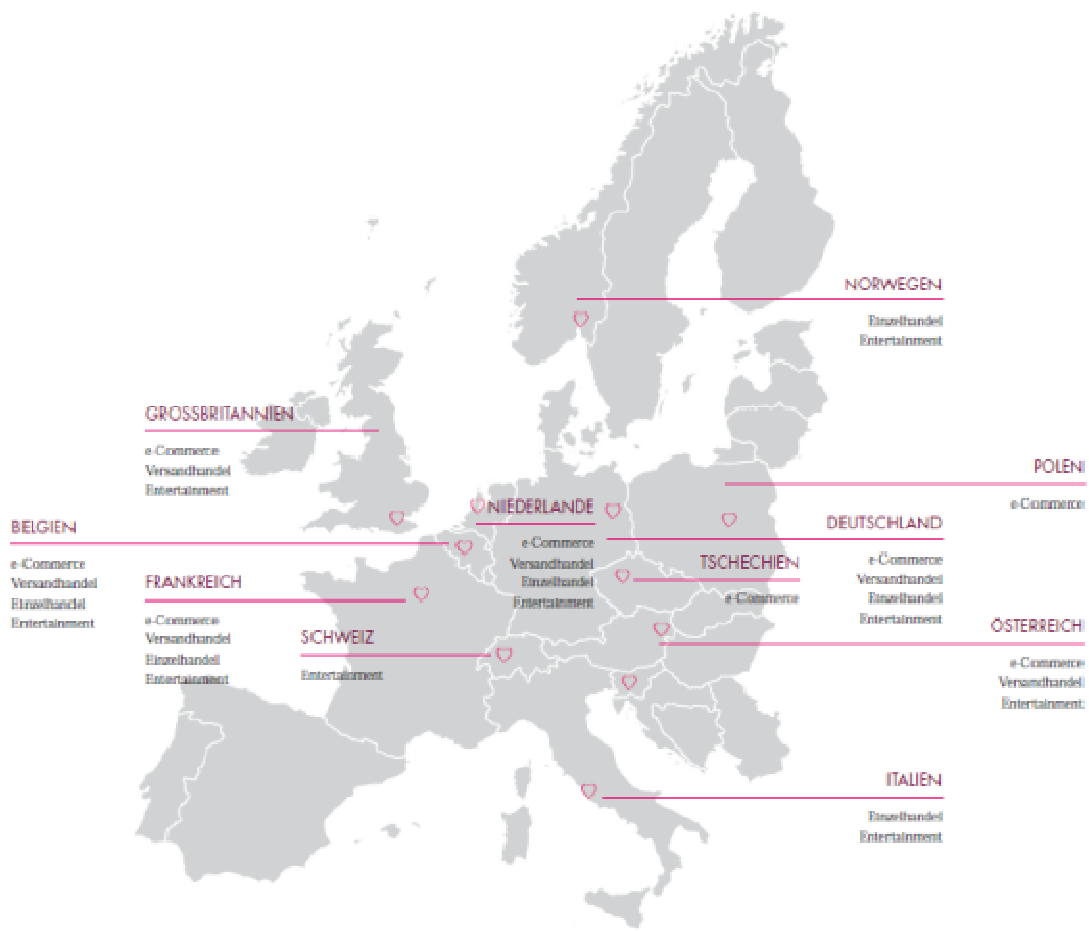 NORWEGEN
Einzelhandel
Entertainment
GROSSBRITANNIEN
e-Commerce
Versandhandel
Entertainment
POLEN
e-Commerce
NIEDERLANDE
e-Commerce
Versandhandel
Einzelhandel
Entertainment
BELGIEN
e-Commerce
Versandhandel
Einzelhandel
Entertainment
DEUTSCHLAND
e-Commerce
Versandhandel
Einzelhandel
Entertainment
TSCHECHIEN
e-Commerce
FRANKREICH
e-Commerce
Versandhandel
Einzelhandel
Entertainment
SCHWEIZ
Entertainment
ÖSTERREICH
e-Commerce
Versandhandel
Entertainment
ITALIEN
Einzelhandel
Entertainment